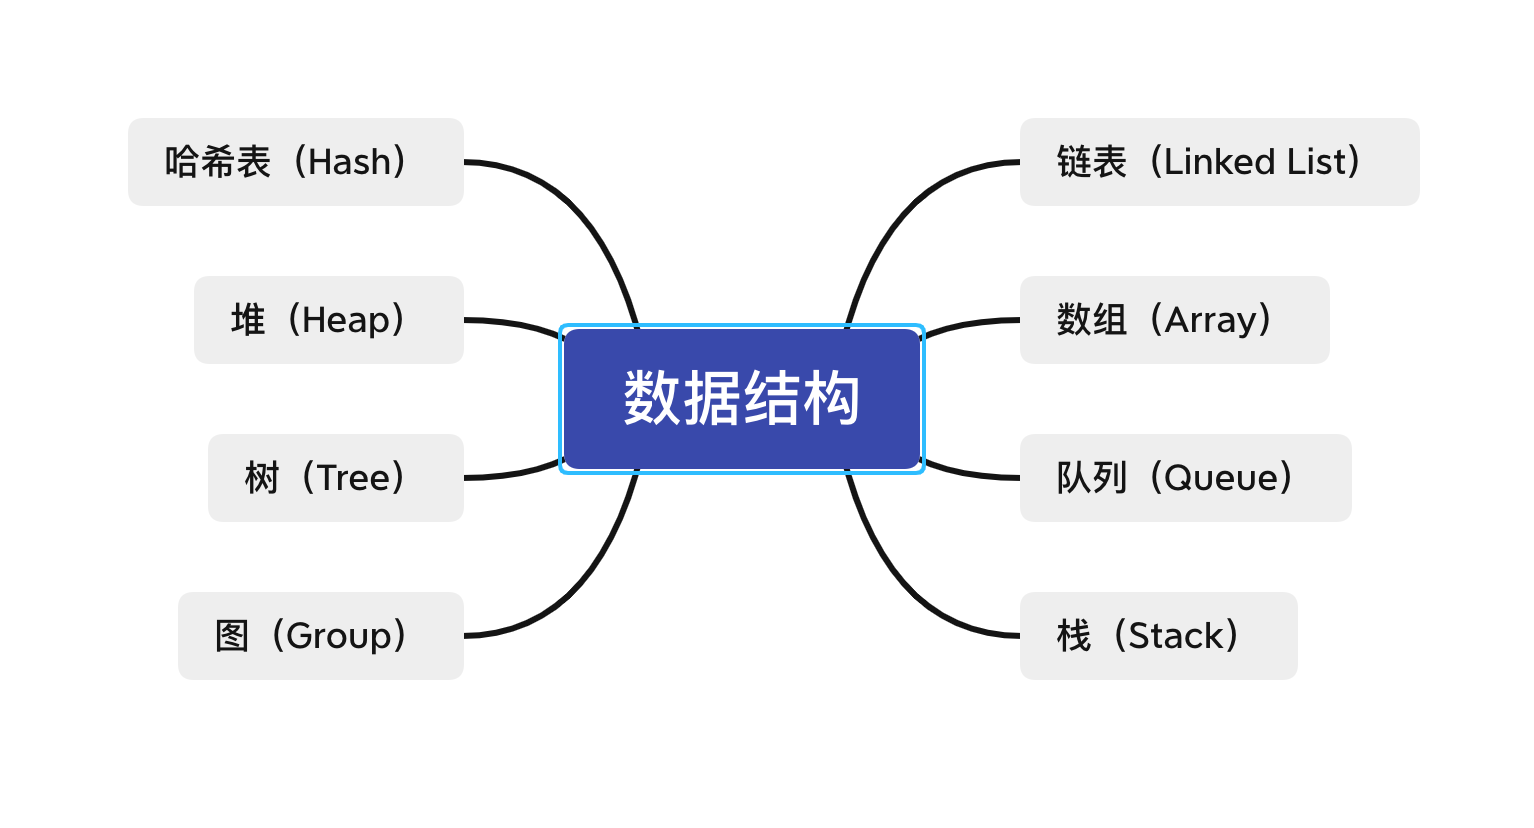 哈希表（Hash）
堆（Heap）
树（Tree）
图（Group）
数据结构
链表（Linked List）
数组（Array）
队列（Queue）
栈（Stack）